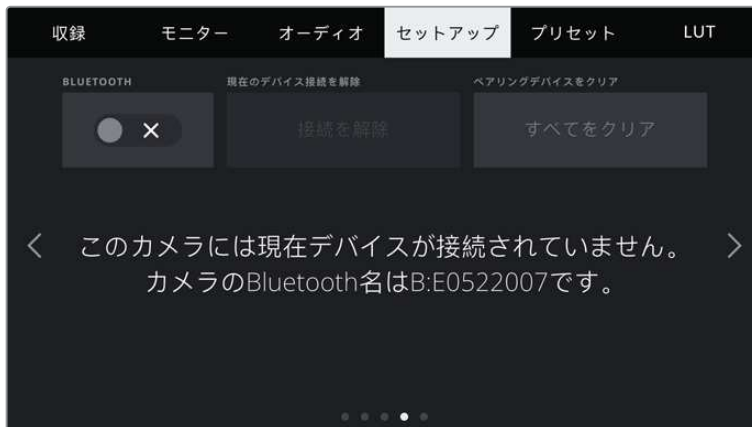 収録 モニター オーディオ セットアップ プリセット LUT
BLUETOOTH 現在のデバイス接続を解除 ペアリングデバイスをクリア
接続を解除 すべてをクリア
このカメラには現在デバイスが接続されていません。
カメラのBluetooth名はB:E0522007です。